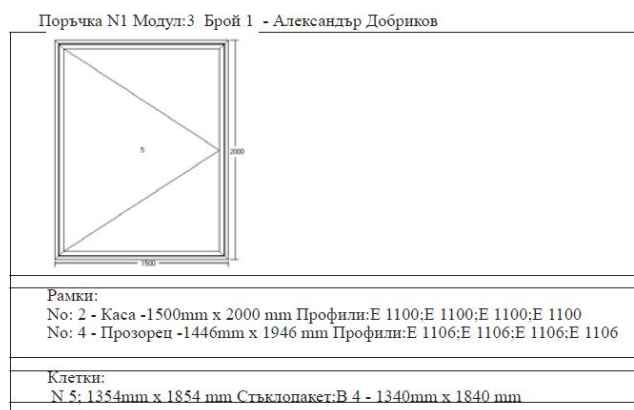 Поръчка N1 Модул:3 Брой 1 - Александър Добриков
5
2000
1500
Рамки:
No: 2 - Каса -1500mm x 2000 mm Профили:E 1100;E 1100;E 1100;E 1100
No: 4 - Прозорец -1446mm x 1946 mm Профили:E 1106;E 1106;E 1106;E 1106
Клетки:
N 5; 1354mm x 1854 mm Стъклопакет:B 4 - 1340mm x 1840 mm